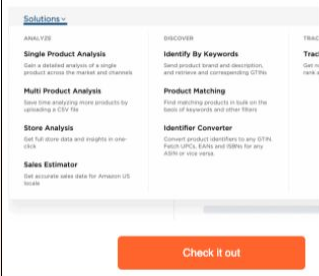 Solutions
ANALYZE
Single Product Analysis
Gain a detailed analysis of a single
product across the market and channels
Multi Product Analysis
Save time analyzing more products by
uploading a CSV file
Store Analysis
Get full store data and insights in one-
click
Sales Estimator
Get accurate sales data for Amazon US
locale
DISCOVER
Identify By Keywords
Send product brand and description,
and retrieve and corresponding GTINs
Product Matching
Find matching products in bulk on the
basis of keywords and other filters
Identifier Converter
Convert product identifiers to any GTIN
Fetch UPCs, EANs and ISBNs for any
ASIN or vice versa.
TRAC
Trac
Get n
rank a
Check it out